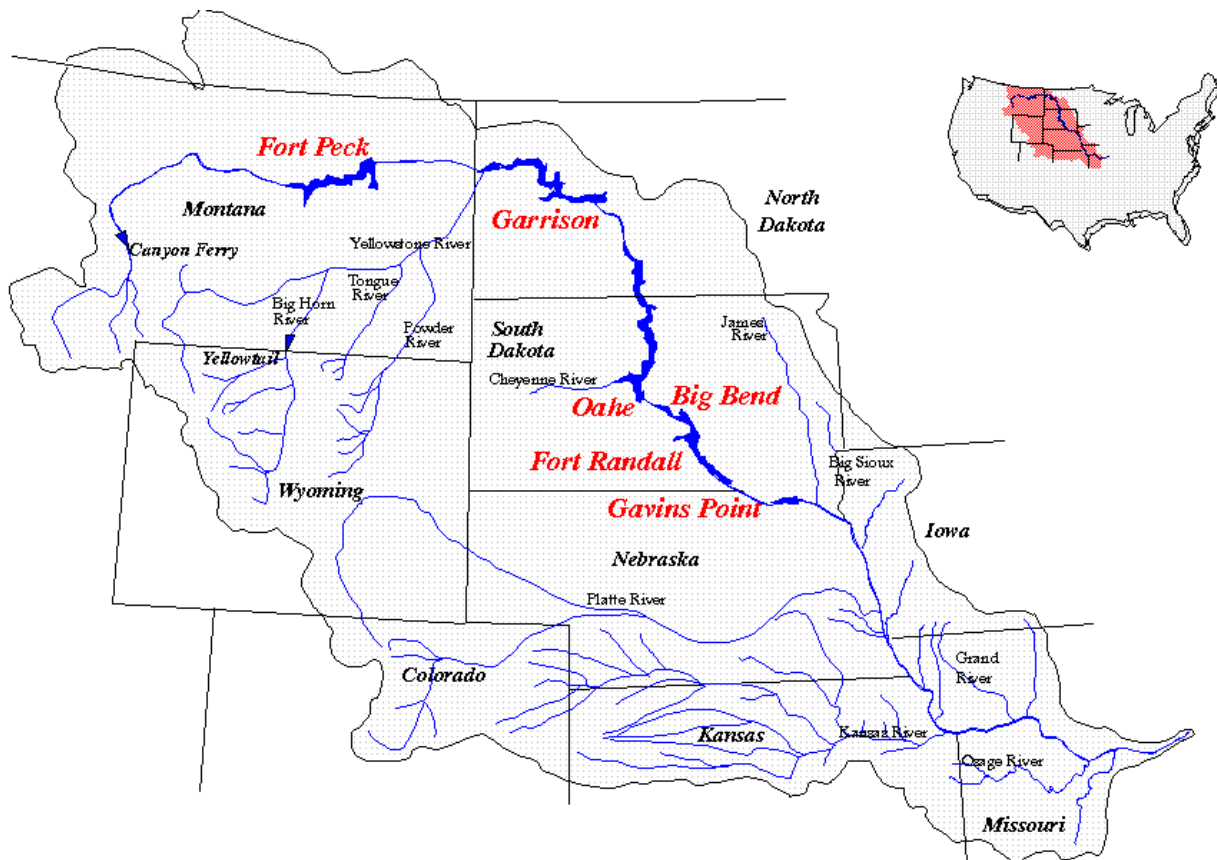 Fort Peck
Montana
Garrison
North
Dakota
Canyon Ferry
Yellowstone River
Tongue
River
Big Horn
River
Powder
River
Yellowtail
South
Dakota
James
River
Cheyenne River
Oahe
Big Bend
Fort Randall
Big Sioux
River
Wyoming
Gavins Point
Iowa
Nebraska
Platte River
Colorado
Grand
River
Kansas
Kansas River
Osage River
Missouri